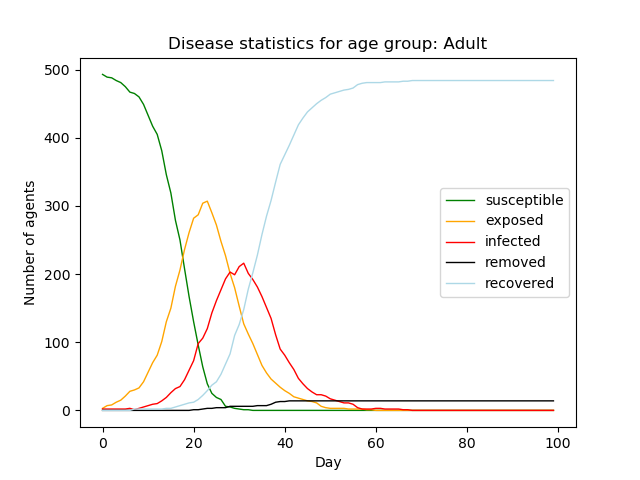 Disease statistics for age group: Adult
500
400
300
200
100
0
Number of agents
susceptible
exposed
infected
removed
recovered
0
20
40
60
80
100
Day